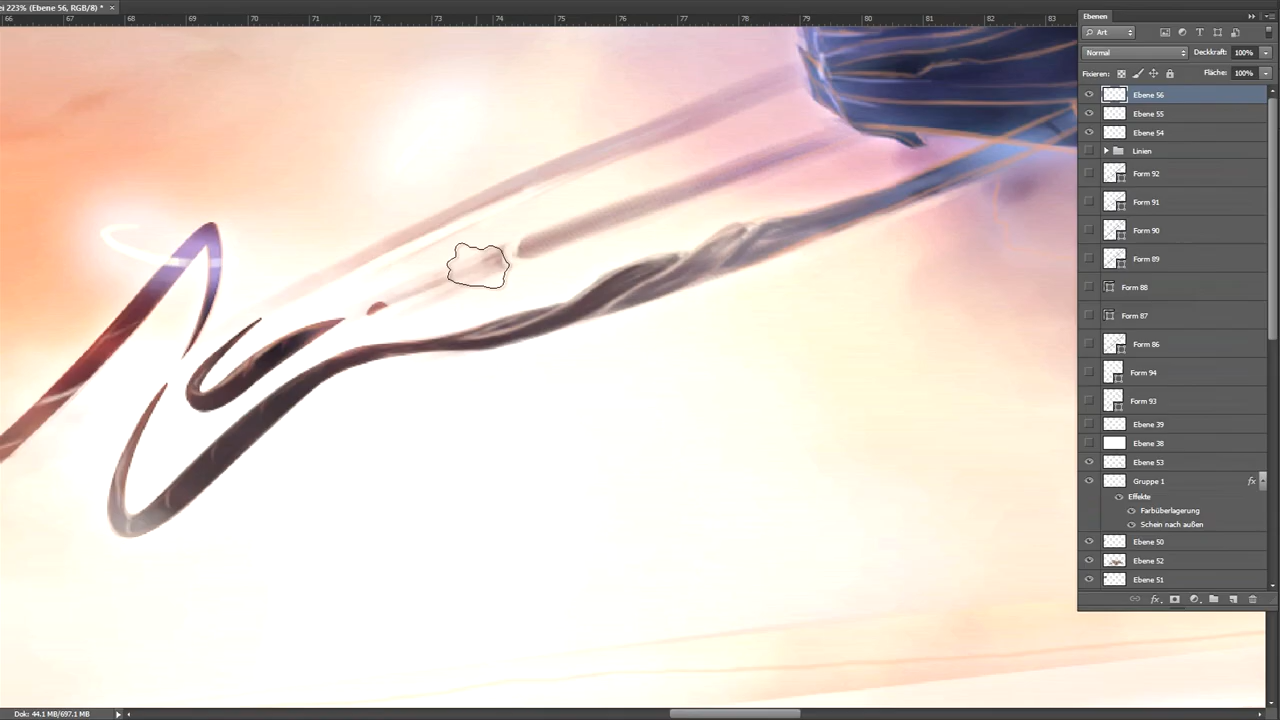 ei 223% (Ebene 56, RGB/8) * ×
66 67 68 69 70 71 72 73 74 75 76 77 78 79 80 81 82 83
Ebenen
Art
Normal Deckkraft: 100%
Fixieren: Fläche: 100%
Ebene 56
Ebene 55
Ebene 54
Linien
Form 92
Form 91
Form 90
Form 89
Form 88
Form 87
Form 86
Form 94
Form 93
Ebene 39
Ebene 38
Ebene 53
Gruppe 1 fx
Effekte
Farbüberlagerung
Schein nach außen
Ebene 50
Ebene 52
Ebene 51
fx
Dok: 44.1 MB/697.1 MB